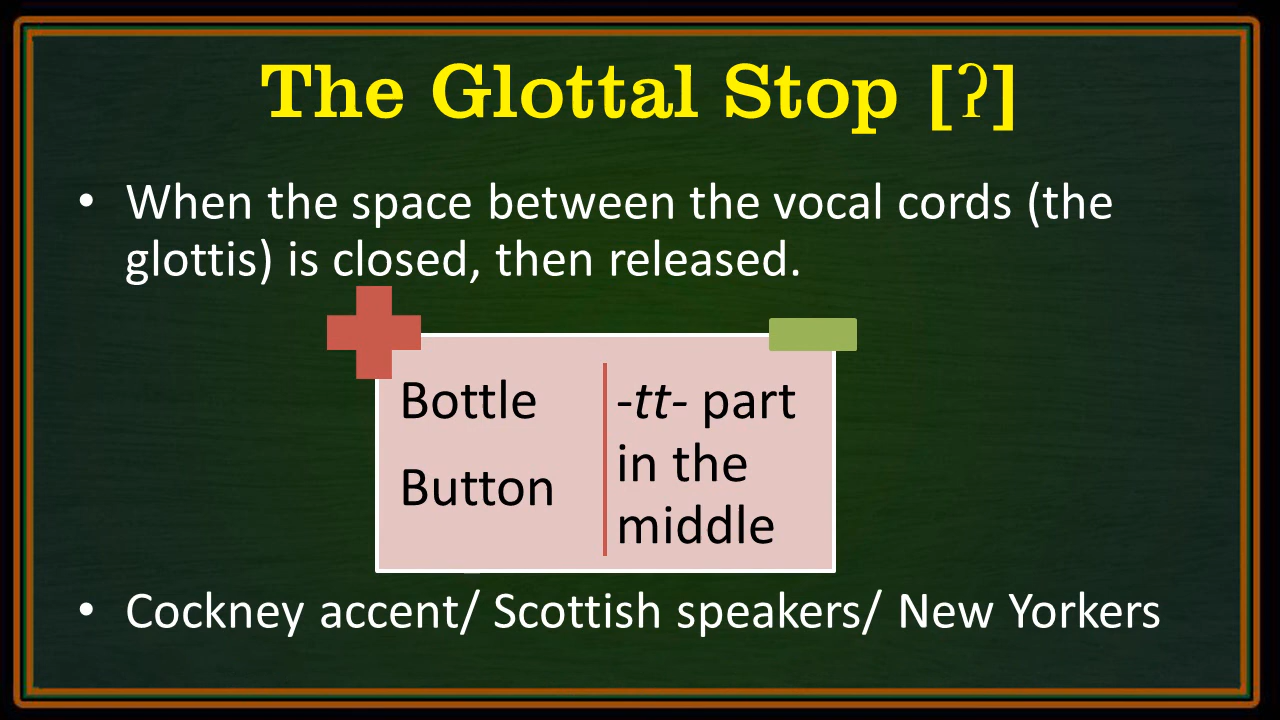 The Glottal Stop [ʔ]
• When the space between the vocal cords (the
glottis) is closed, then released.
Bottle
Button
-tt- part
in the
middle
• Cockney accent/ Scottish speakers/ New Yorkers